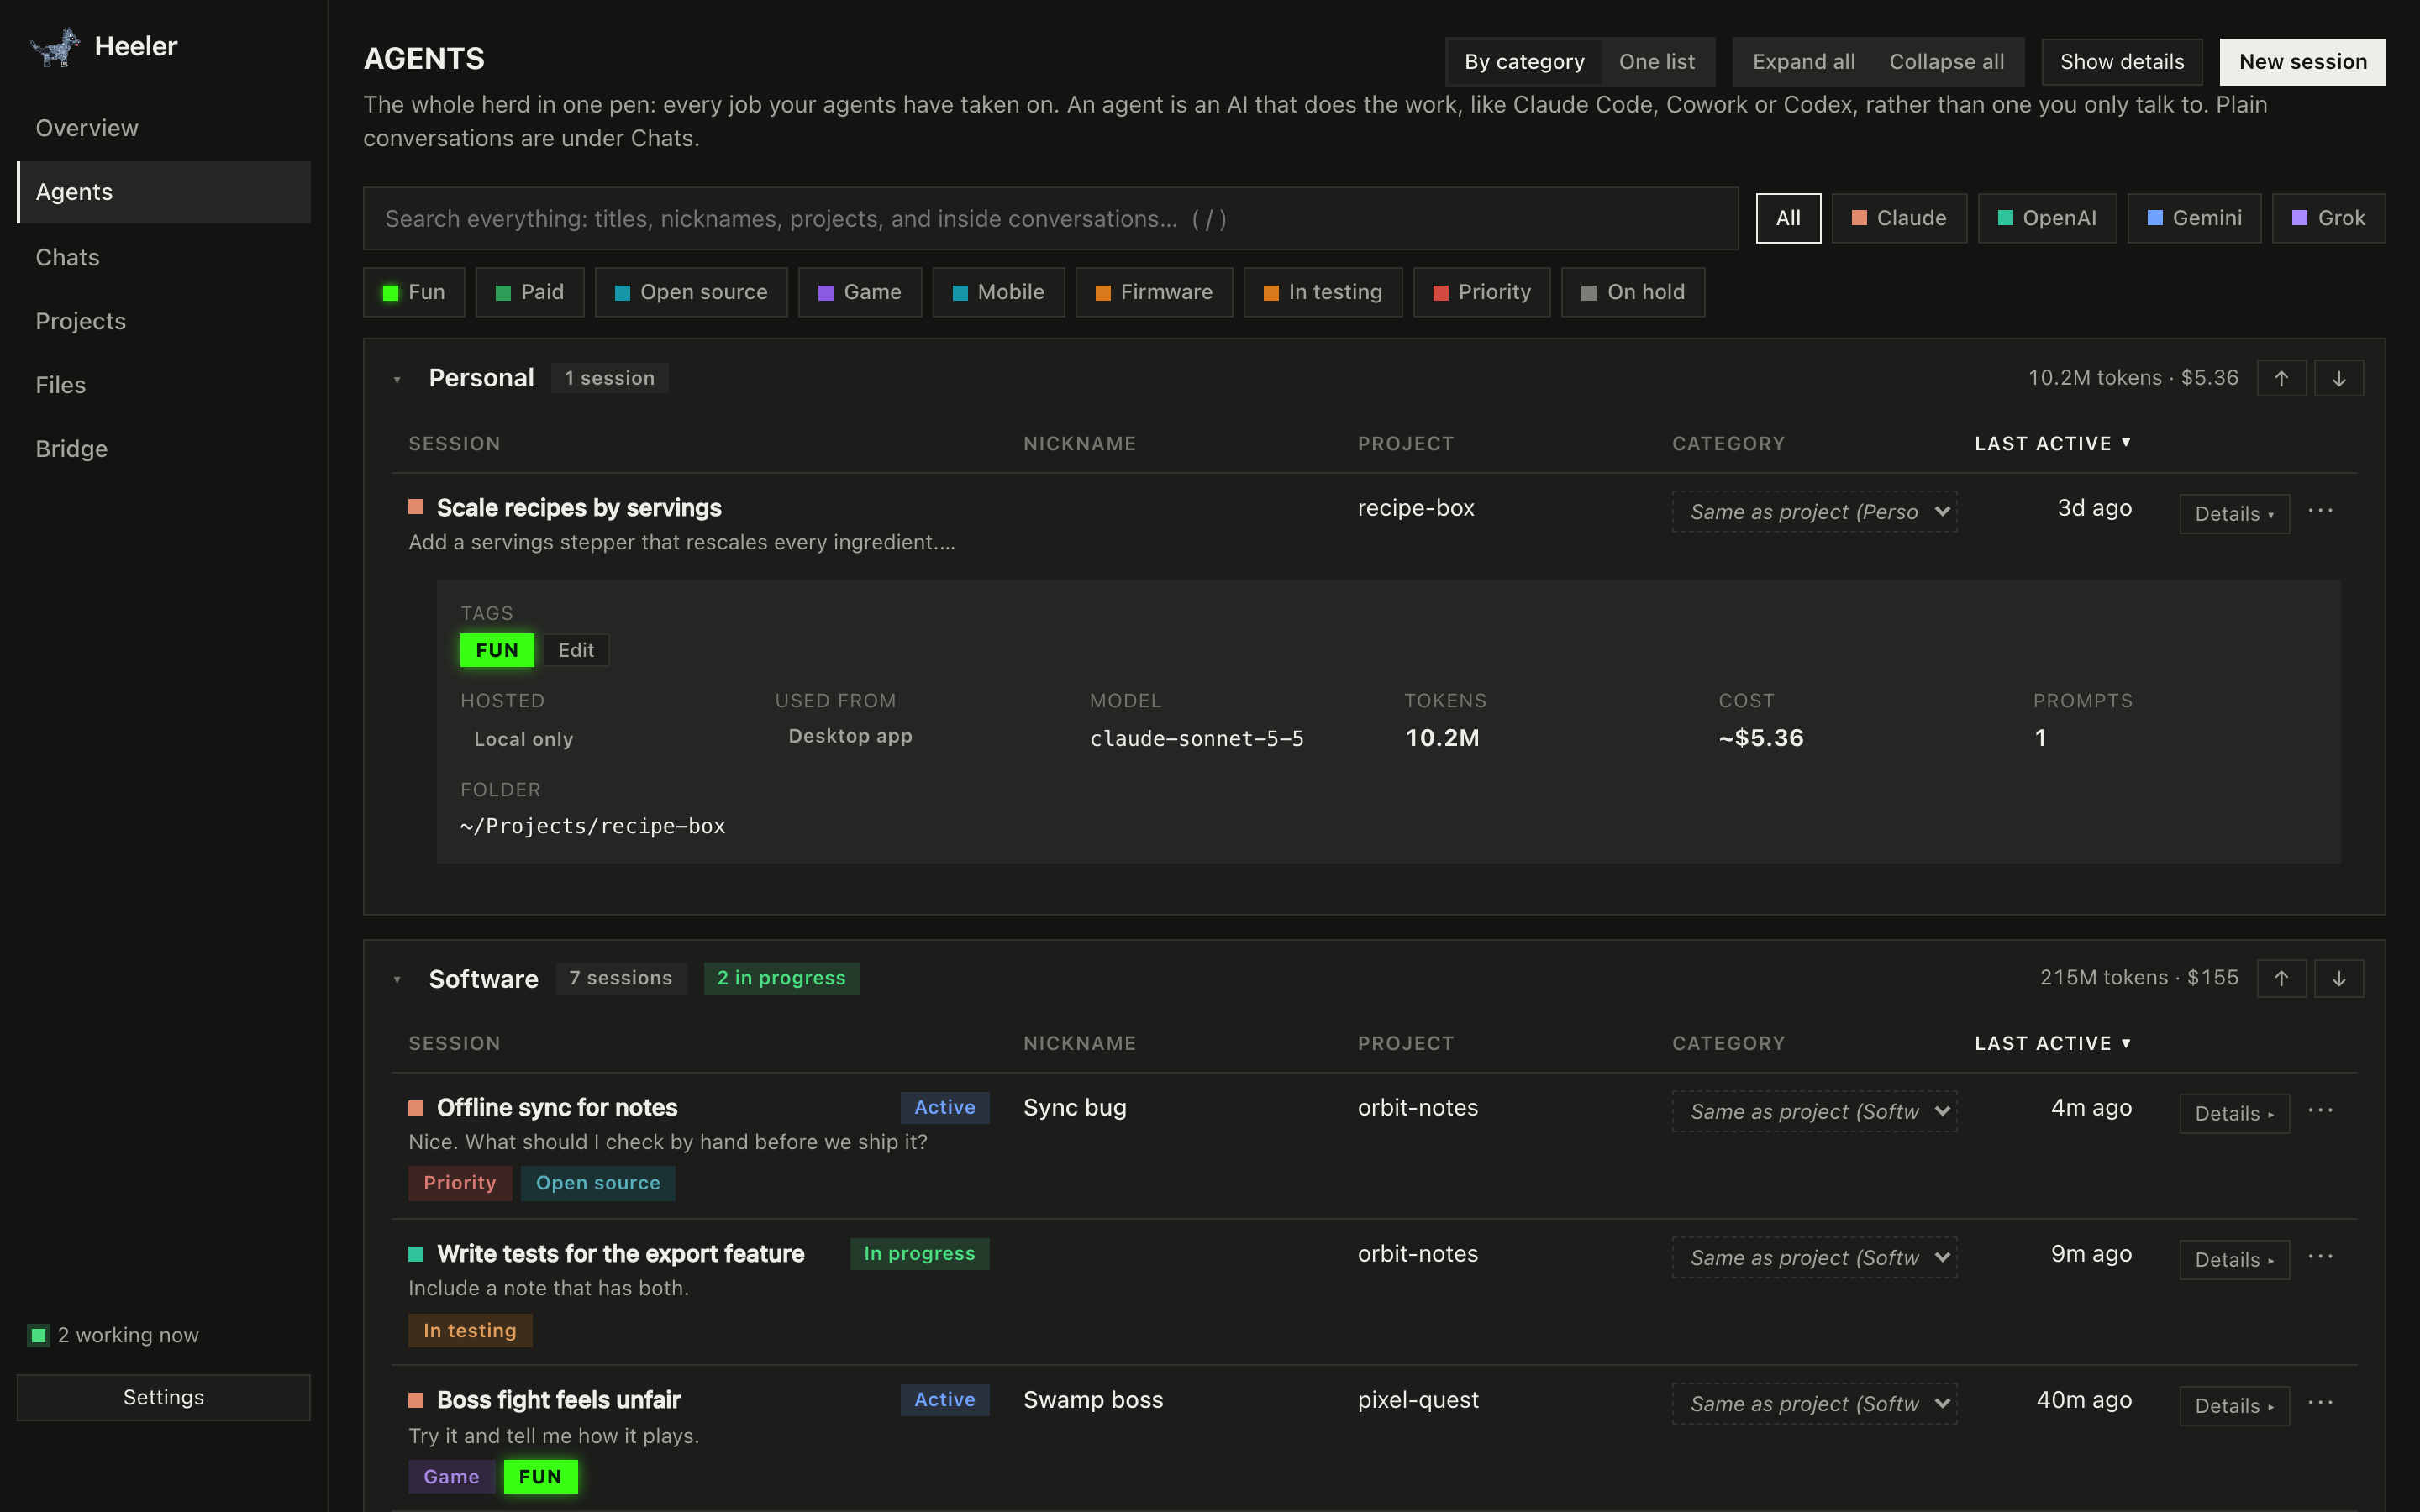 Heeler
Overview
Agents
Chats
Projects
Files
Bridge
2 working now
Settings
AGENTS
By category One list Expand all Collapse all Show details New session
The whole herd in one pen: every job your agents have taken on. An agent is an AI that does the work, like Claude Code, Cowork or Codex, rather than one you only talk to. Plain
conversations are under Chats.
Search everything: titles, nicknames, projects, and inside conversations... ( / )
All Claude OpenAI Gemini Grok
Fun Paid Open source Game Mobile Firmware In testing Priority On hold
Personal 1 session 10.2M tokens · $5.36 ↑ ↓
SESSION NICKNAME PROJECT CATEGORY LAST ACTIVE ▼
Scale recipes by servings recipe-box Same as project (Perso 3d ago Details ▾ ···
Add a servings stepper that rescales every ingredient....
TAGS
FUN Edit
HOSTED USED FROM MODEL TOKENS COST PROMPTS
Local only Desktop app claude-sonnet-5-5 10.2M ~$5.36 1
FOLDER
~/Projects/recipe-box
Software 7 sessions 2 in progress 215M tokens · $155 ↑ ↓
SESSION NICKNAME PROJECT CATEGORY LAST ACTIVE ▼
Offline sync for notes Active Sync bug orbit-notes Same as project (Softw 4m ago Details ▸ ···
Nice. What should I check by hand before we ship it?
Priority Open source
Write tests for the export feature In progress orbit-notes Same as project (Softw 9m ago Details ▸ ···
Include a note that has both.
In testing
Boss fight feels unfair Active Swamp boss pixel-quest Same as project (Softw 40m ago Details ▸ ···
Try it and tell me how it plays.
Game FUN